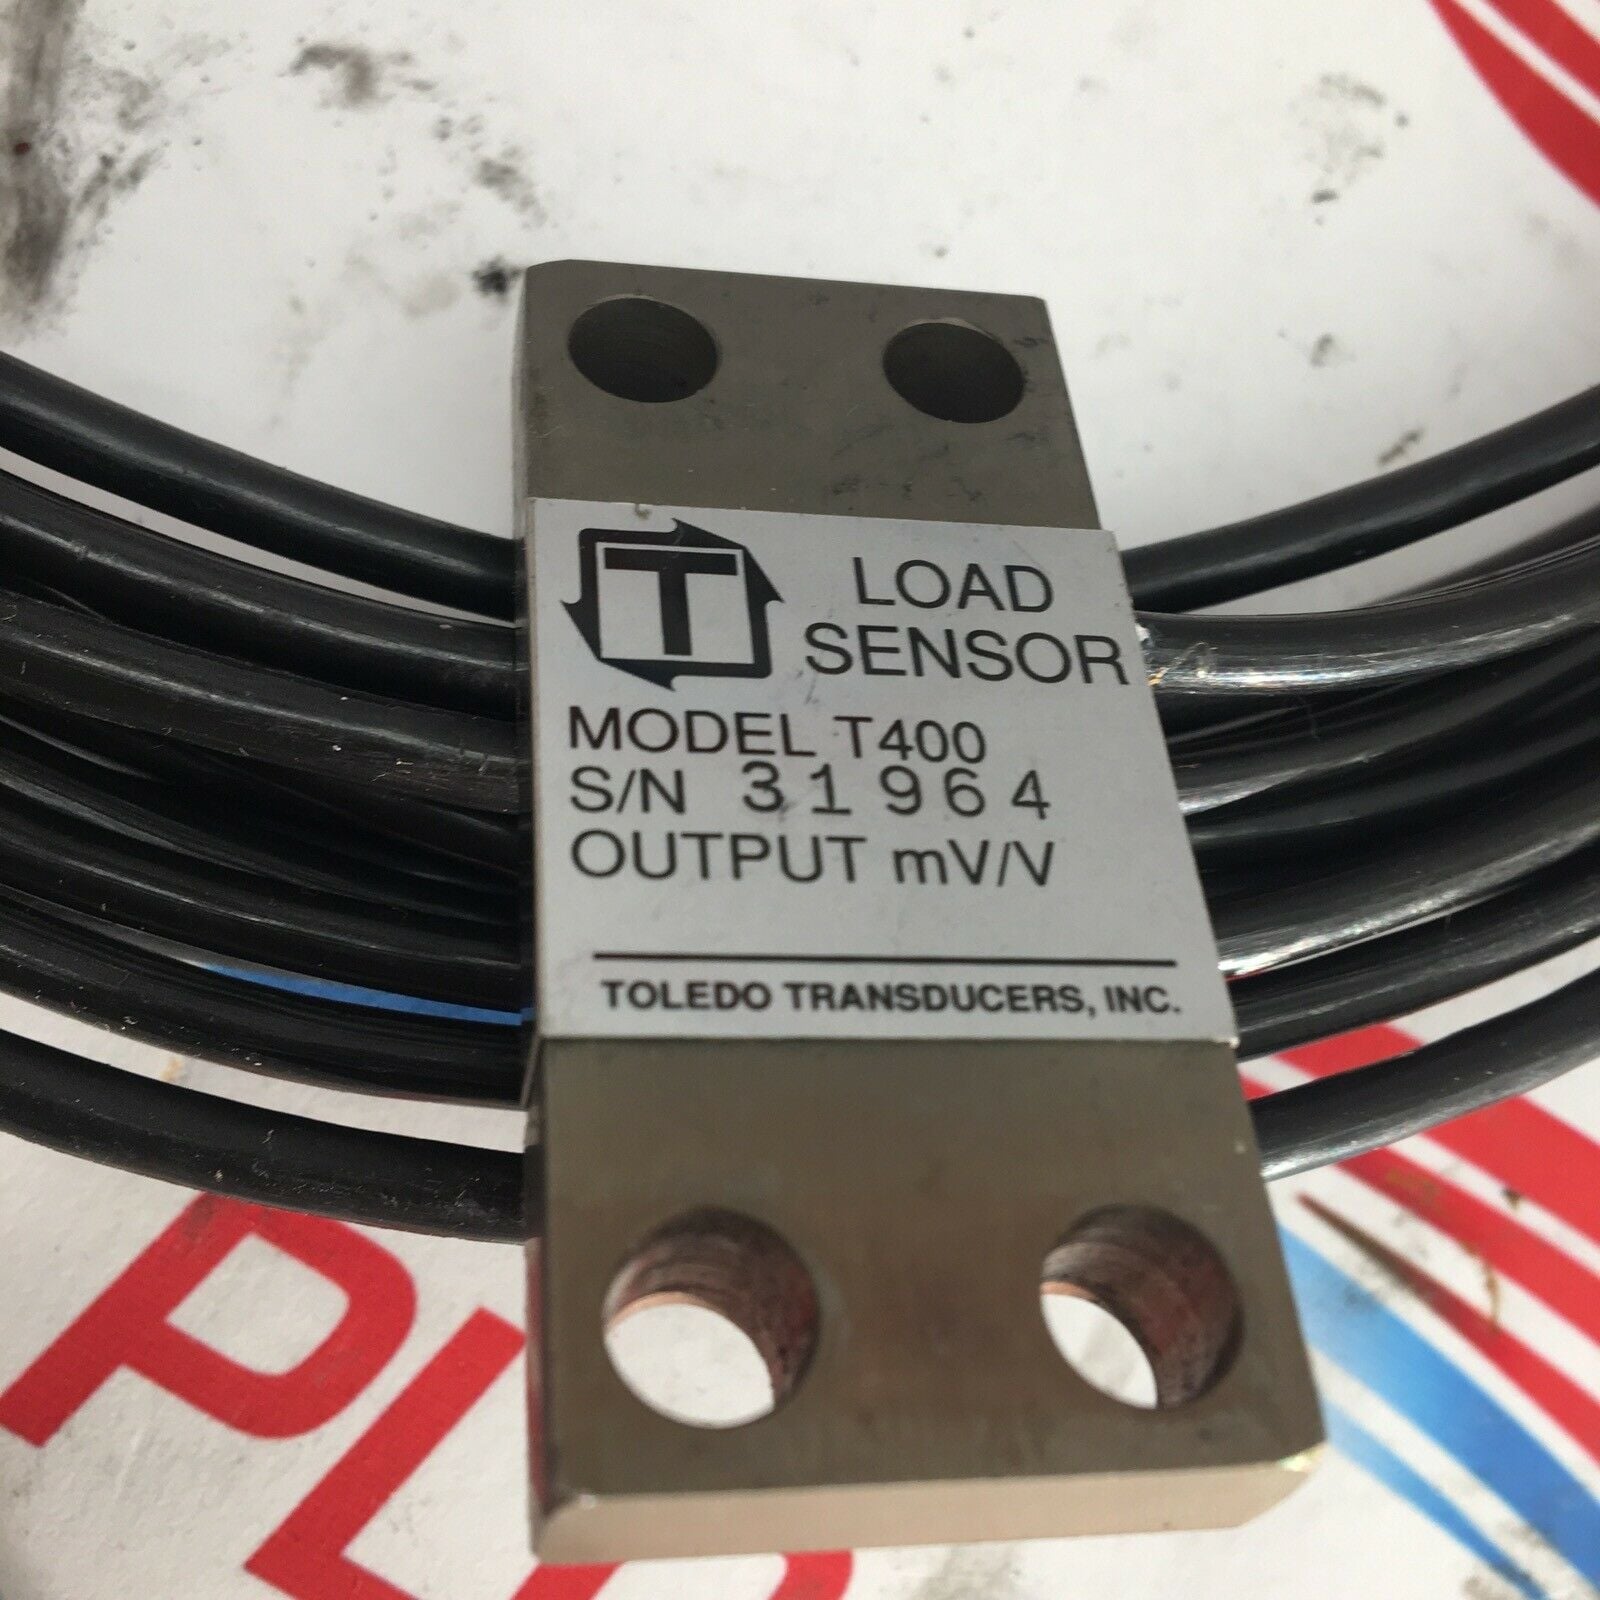 T
LOAD
SENSOR
MODEL T400
S/N 31964
OUTPUT mV/V
TOLEDO TRANSDUCERS, INC.